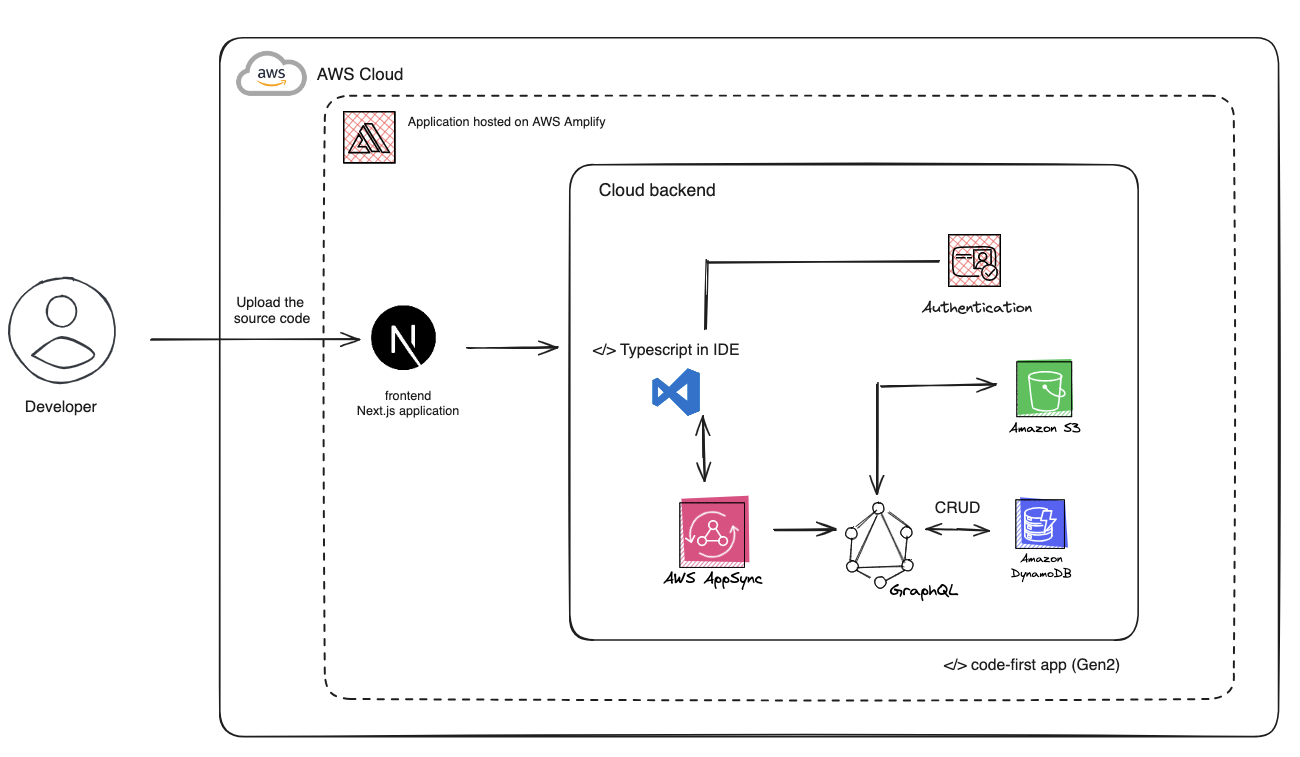 aws
AWS Cloud
Application hosted on AWS Amplify
Cloud backend
Authentication
Upload the
source code
</> Typescript in IDE
frontend
Next.js application
Developer
Amazon S3
CRUD
AWS AppSync
GraphQL
Amazon
DynamoDB
</> code-first app (Gen2)